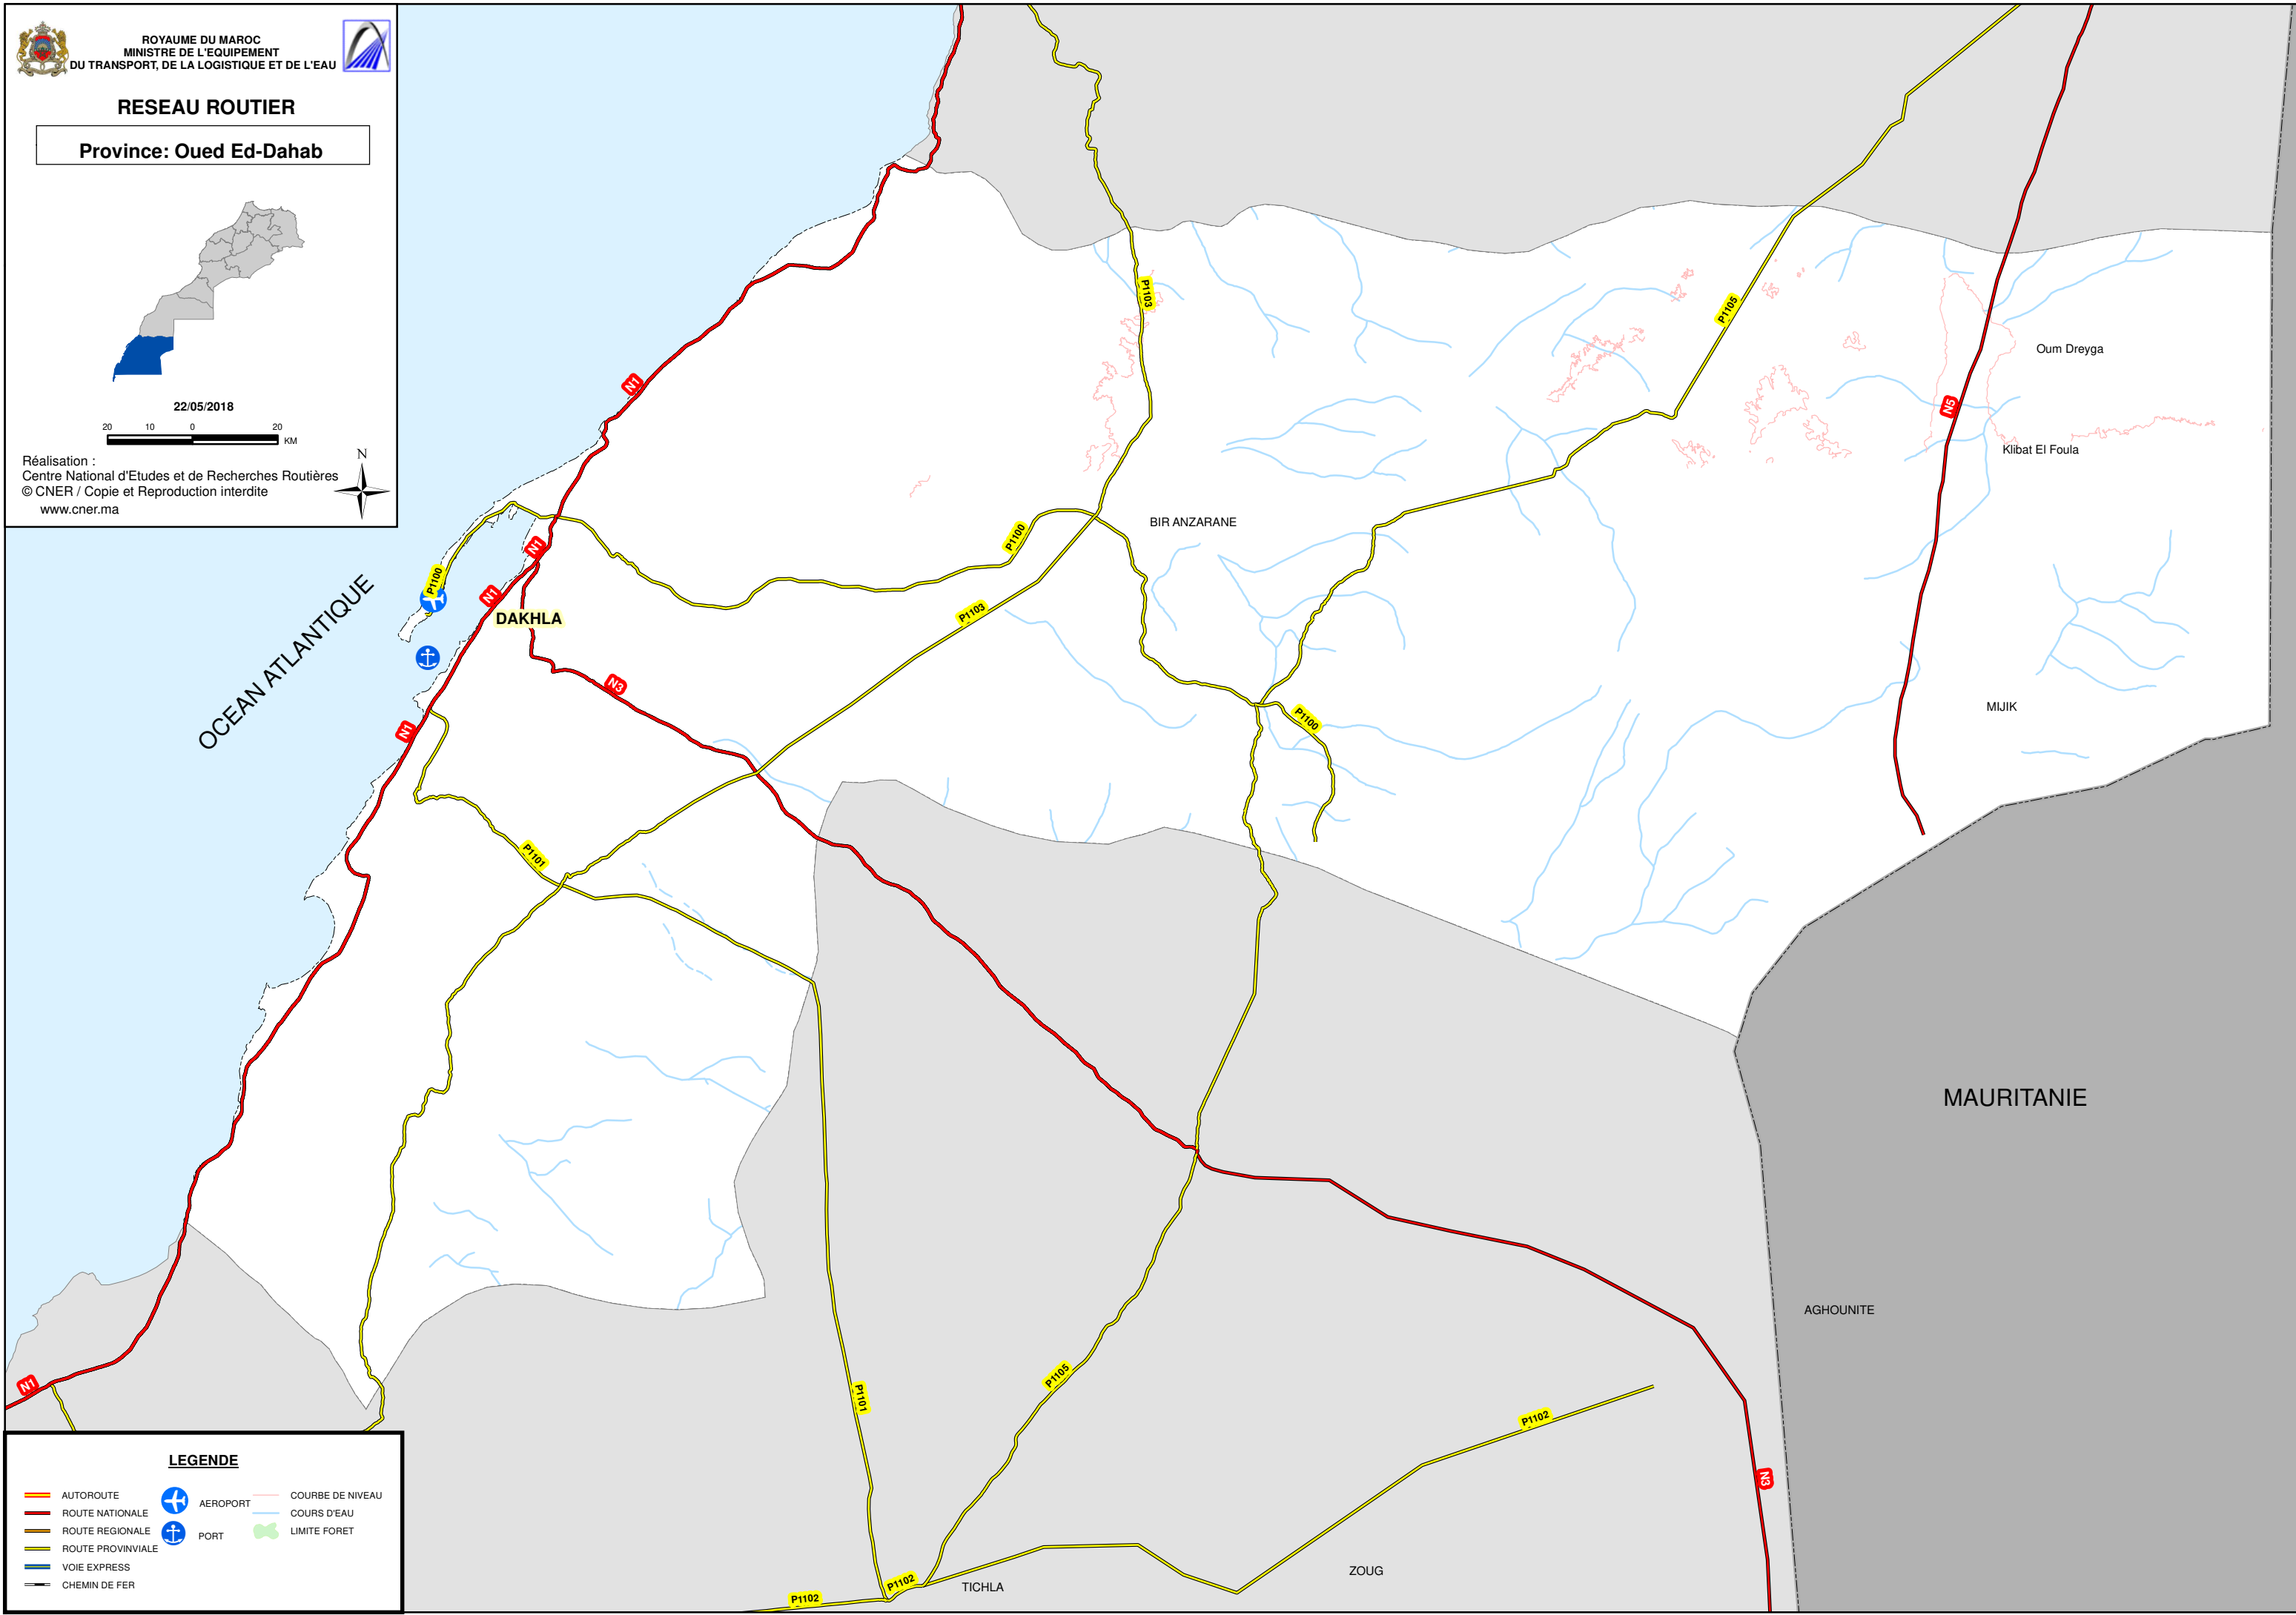 ROYAUME DU MAROC
MINISTRE DE L'EQUIPEMENT
DU TRANSPORT, DE LA LOGISTIQUE ET DE L'EAU
RESEAU ROUTIER
Province: Oued Ed-Dahab
22/05/2018
20 10 0 20
KM
N
Réalisation :
Centre National d'Etudes et de Recherches Routières
© CNER / Copie et Reproduction interdite
www.cner.ma
P1103
P1105
Oum Dreyga
N1
N5
Klibat El Foula
BIR ANZARANE
P1100
N1
P1100
N1
P1103
DAKHLA
OCEAN ATLANTIQUE
N3
MIJIK
P1100
N1
P1101
MAURITANIE
AGHOUNITE
N1
P1105
P1101
P1102
N3
ZOUG
P1102
TICHLA
P1102
LEGENDE
AUTOROUTE
ROUTE NATIONALE
ROUTE REGIONALE
ROUTE PROVINVIALE
VOIE EXPRESS
CHEMIN DE FER
AEROPORT
PORT
COURBE DE NIVEAU
COURS D'EAU
LIMITE FORET